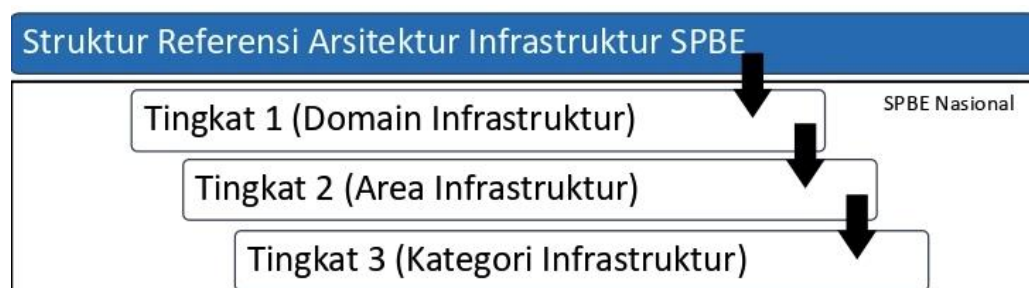 Struktur Referensi Arsitektur Infrastruktur SPBE
SPBE Nasional
Tingkat 1 (Domain Infrastruktur)
Tingkat 2 (Area Infrastruktur)
Tingkat 3 (Kategori Infrastruktur)